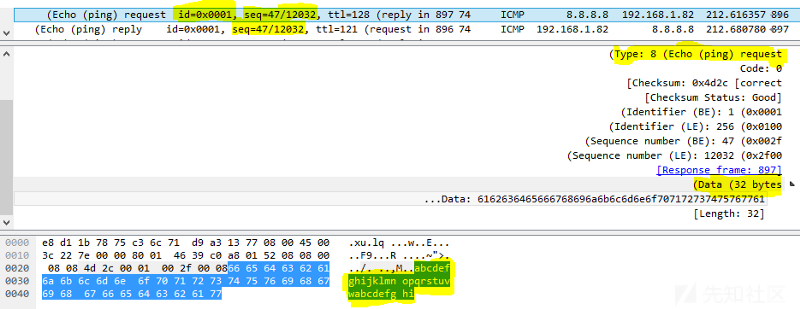 (Echo (ping) request id=0x0001, seq=47/12032, ttl=128 (reply in 897 74 ICMP 8.8.8.8 192.168.1.82 212.616357 896
(Echo (ping) reply id=0x0001, seq=47/12032, ttl=121 (request in 896 74 ICMP 192.168.1.82 8.8.8.8 212.680780 897
(Type: 8 (Echo (ping) request
Code: 0
[Checksum: 0x4d2c [correct
[Checksum Status: Good]
(Identifier (BE): 1 (0x0001
(Identifier (LE): 256 (0x0100
(Sequence number (BE): 47 (0x002f
(Sequence number (LE): 12032 (0x2f00
[Response frame: 897]
(Data (32 bytes
...Data: 6162636465666768696a6b6c6d6e6f707172737475767761
[Length: 32]
0000 e8 d1 1b 78 75 c3 6c 71 d9 a3 13 77 08 00 45 00 .xu.lq ...w..E...
0010 3c 22 7e 00 00 80 01 46 39 c0 a8 01 52 08 08 00 ..F9...R ....~">.
0020 08 08 4d 2c 00 01 00 2f 00 08 66 65 64 63 62 61 ../. ..,M..abcdef
0030 6a 6b 6c 6d 6e 6f 70 71 72 73 74 75 76 69 68 67 ghijklmn opqrstuv
0040 69 68 67 66 65 64 63 62 61 77 wabcdefg hi
先知社区